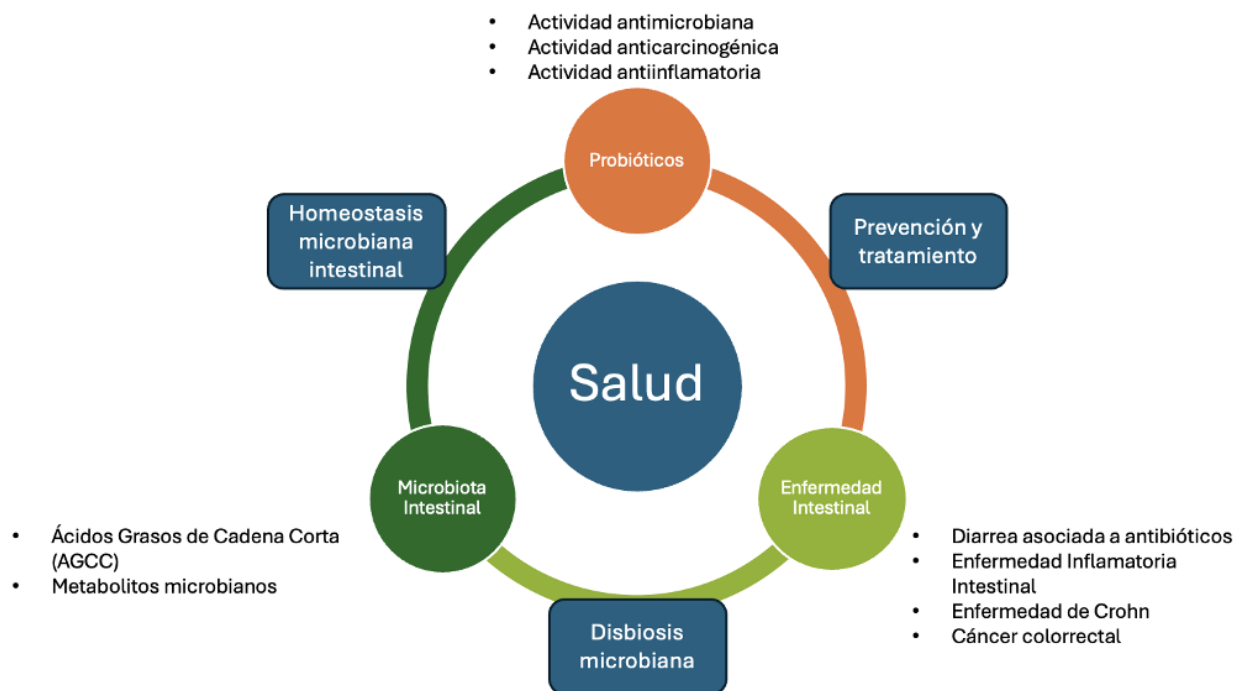 • Actividad antimicrobiana
• Actividad anticarcinogénica
• Actividad antiinflamatoria
Probióticos
Homeostasis
microbiana
intestinal
Prevención y
tratamiento
Salud
Microbiota
Intestinal
Enfermedad
Intestinal
• Ácidos Grasos de Cadena Corta
(AGCC)
• Metabolitos microbianos
• Diarrea asociada a antibióticos
• Enfermedad Inflamatoria
Intestinal
• Enfermedad de Crohn
• Cáncer colorrectal
Disbiosis
microbiana